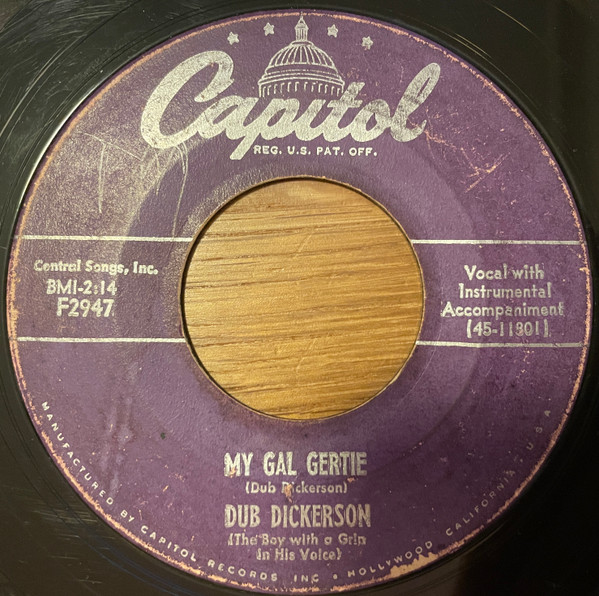 Capitol
REG. U.S. PAT. OFF.
Central Songs, Inc.
BMI-2:14
F2947
Vocal with
Instrumental
Accompaniment
(45-11801)
MY GAL GERTIE
(Dub Dickerson)
DUB DICKERSON
(The Boy with a Grin
In His Voice)
MANUFACTURED BY CAPITOL RECORDS INC • HOLLYWOOD CALIFORNIA, U S A